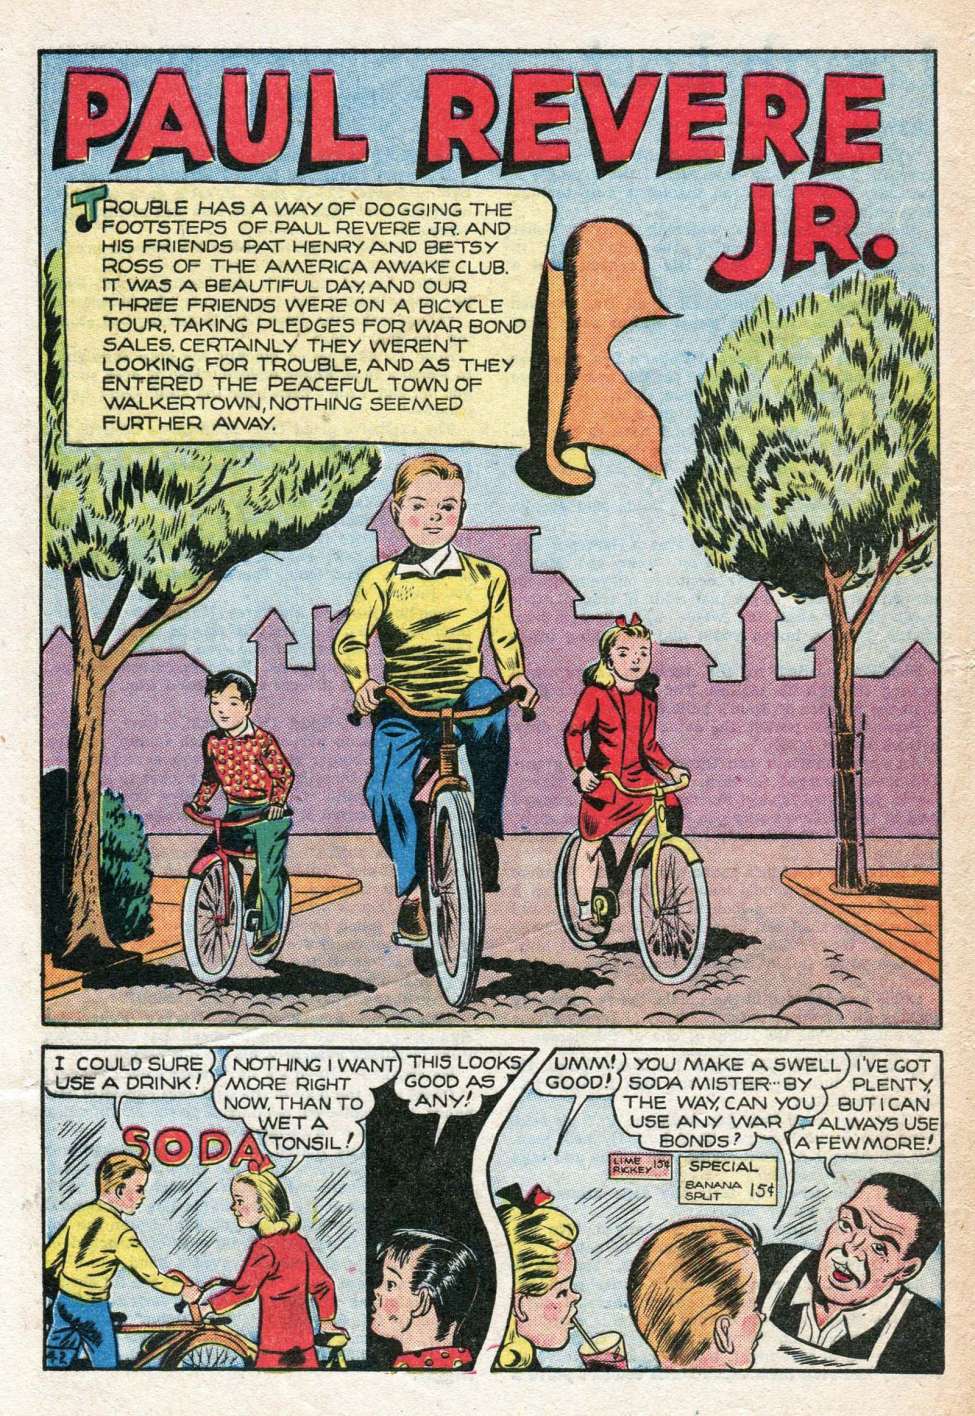 PAUL REVERE
JR.
TROUBLE HAS A WAY OF DOGGING THE
FOOTSTEPS OF PAUL REVERE JR. AND
HIS FRIENDS PAT HENRY AND BETSY
ROSS OF THE AMERICA AWAKE CLUB.
IT WAS A BEAUTIFUL DAY, AND OUR
THREE FRIENDS WERE ON A BICYCLE
TOUR, TAKING PLEDGES FOR WAR BOND
SALES. CERTAINLY THEY WEREN'T
LOOKING FOR TROUBLE, AND AS THEY
ENTERED THE PEACEFUL TOWN OF
WALKERTOWN, NOTHING SEEMED
FURTHER AWAY.
I COULD SURE
USE A DRINK!
NOTHING I WANT
MORE RIGHT
NOW, THAN TO
WET A
TONSIL!
THIS LOOKS
GOOD AS
ANY!
SODA
42
UMM!
GOOD!
YOU MAKE A SWELL
SODA MISTER--BY
THE WAY, CAN YOU
USE ANY WAR
BONDS?
I'VE GOT
PLENTY,
BUT I CAN
ALWAYS USE
A FEW MORE!
LIME
RICKEY 15¢
SPECIAL
BANANA
SPLIT 15¢